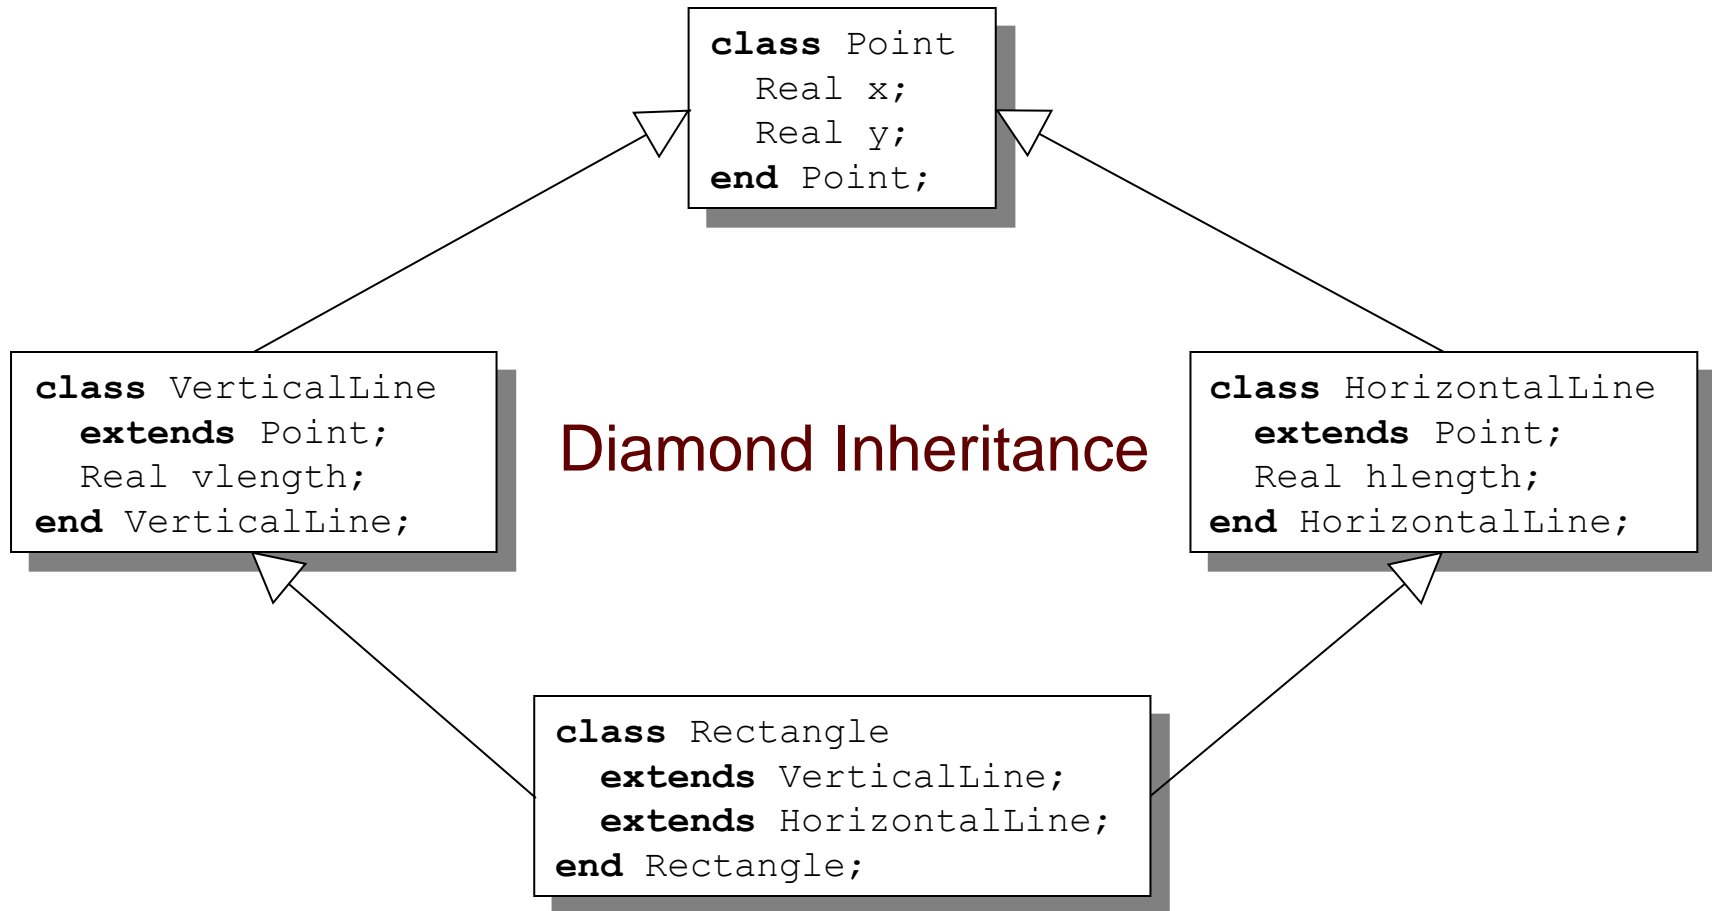 class Point
  Real x;
  Real y;
end Point;
class VerticalLine
  extends Point;
  Real vlength;
end VerticalLine;
Diamond Inheritance
class HorizontalLine
  extends Point;
  Real hlength;
end HorizontalLine;
class Rectangle
  extends VerticalLine;
  extends HorizontalLine;
end Rectangle;